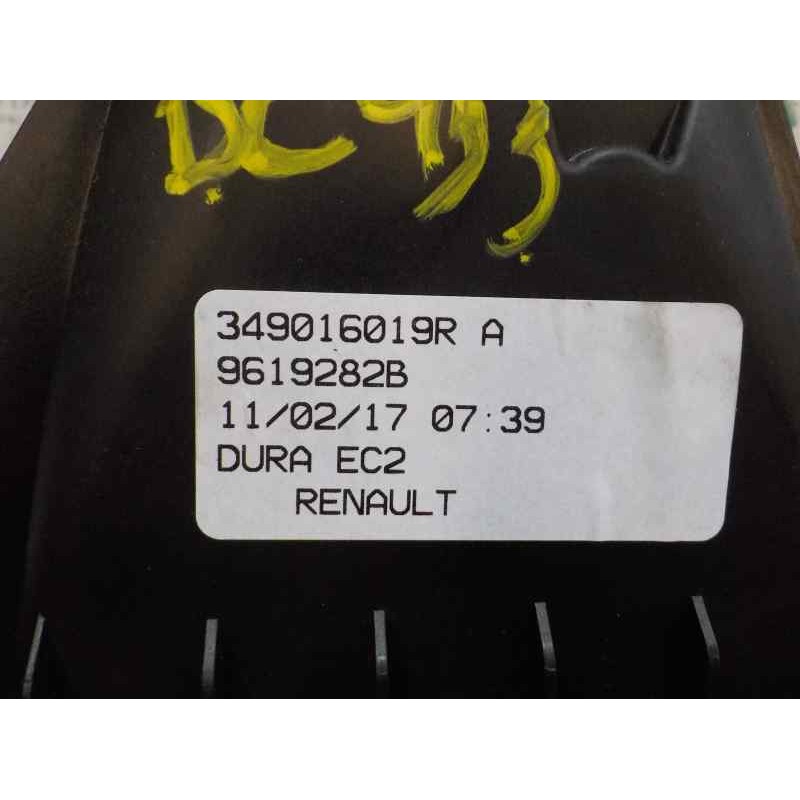 349016019R A
9619282B
11/02/17 07:39
DURA EC2
RENAULT